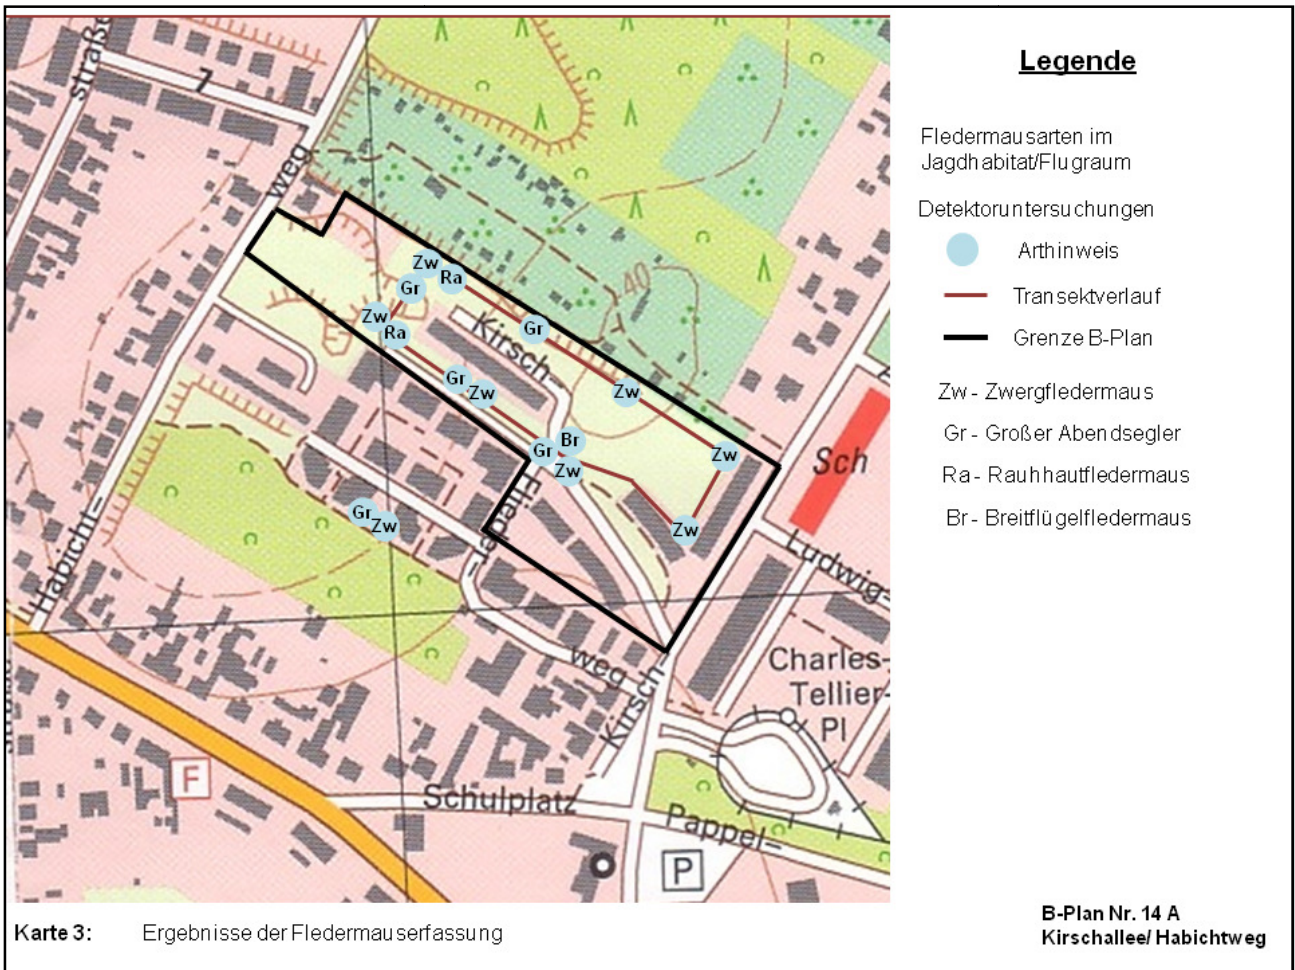 Legende
Fledermausarten im
Jagdhabitat/Flugraum
Detektoruntersuchungen
Arthinweis
Transektverlauf
Grenze B-Plan
Zw - Zwergfledermaus
Gr - Großer Abendsegler
Ra - Rauhhautfledermaus
Br - Breitflügelfledermaus
straße
7
weg
Zw
Ra
Gr
Zw
Ra
40
Kirsch-
Gr
Gr
Zw
Zw
Br
Gr
Zw
Zw
Zw
Sch
Gr
Zw
Habicht-
Flieder-
Ludwig-
weg
Kirsch-
Charles-
Tellier-
Pl
F
Schulplatz
Pappel-
P
Karte 3: Ergebnisse der Fledermauserfassung
B-Plan Nr. 14 A
Kirschallee/ Habichtweg